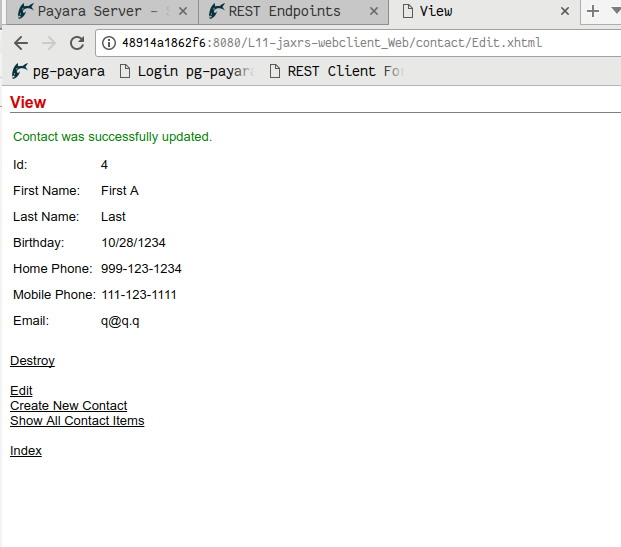 Payara Server -
REST Endpoints
View
48914a1862f6:8080/L11-jaxrs-webclient_Web/contact/Edit.xhtml
pg-payara
Login pg-payar
REST Client Fo
View
Contact was successfully updated.
Id: 4
First Name: First A
Last Name: Last
Birthday: 10/28/1234
Home Phone: 999-123-1234
Mobile Phone: 111-123-1111
Email: q@q.q
Destroy
Edit
Create New Contact
Show All Contact Items
Index